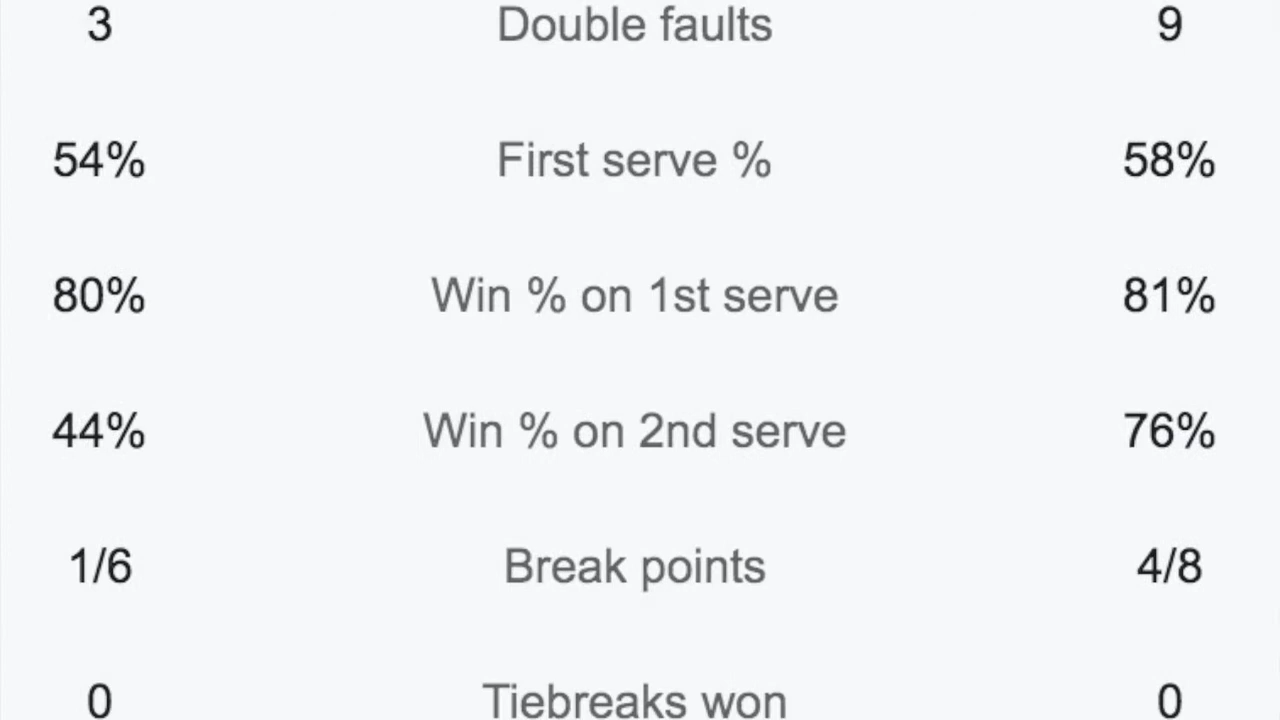 3 Double faults 9
54% First serve % 58%
80% Win % on 1st serve 81%
44% Win % on 2nd serve 76%
1/6 Break points 4/8
0 Tiebreaks won 0